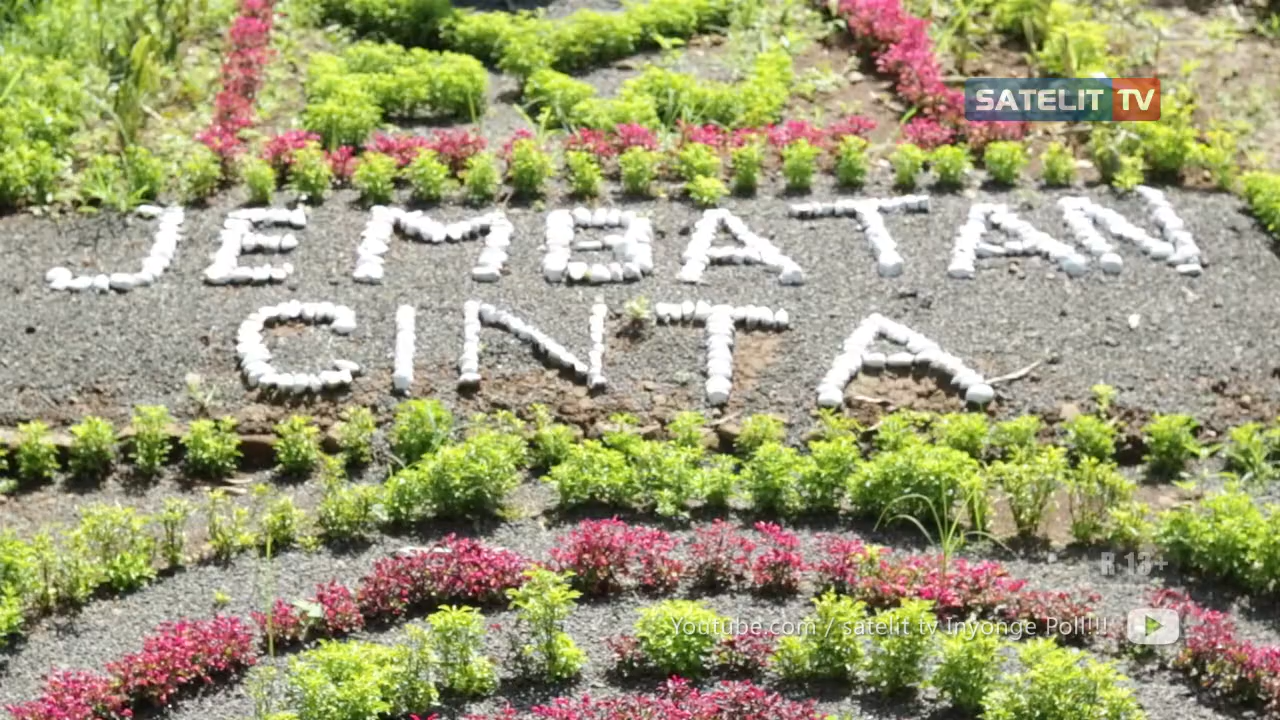 SATELIT TV
JEMBATAN
CINTA
R 13+
Youtube.com / satelit tv Inyonge Poll!!!